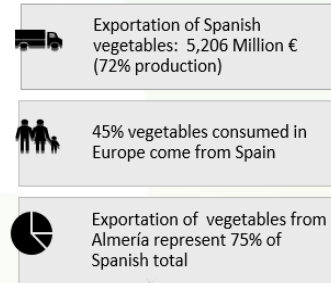 Exportation of Spanish
vegetables: 5,206 Million €
(72% production)
45% vegetables consumed in
Europe come from Spain
Exportation of vegetables from
Almería represent 75% of
Spanish total